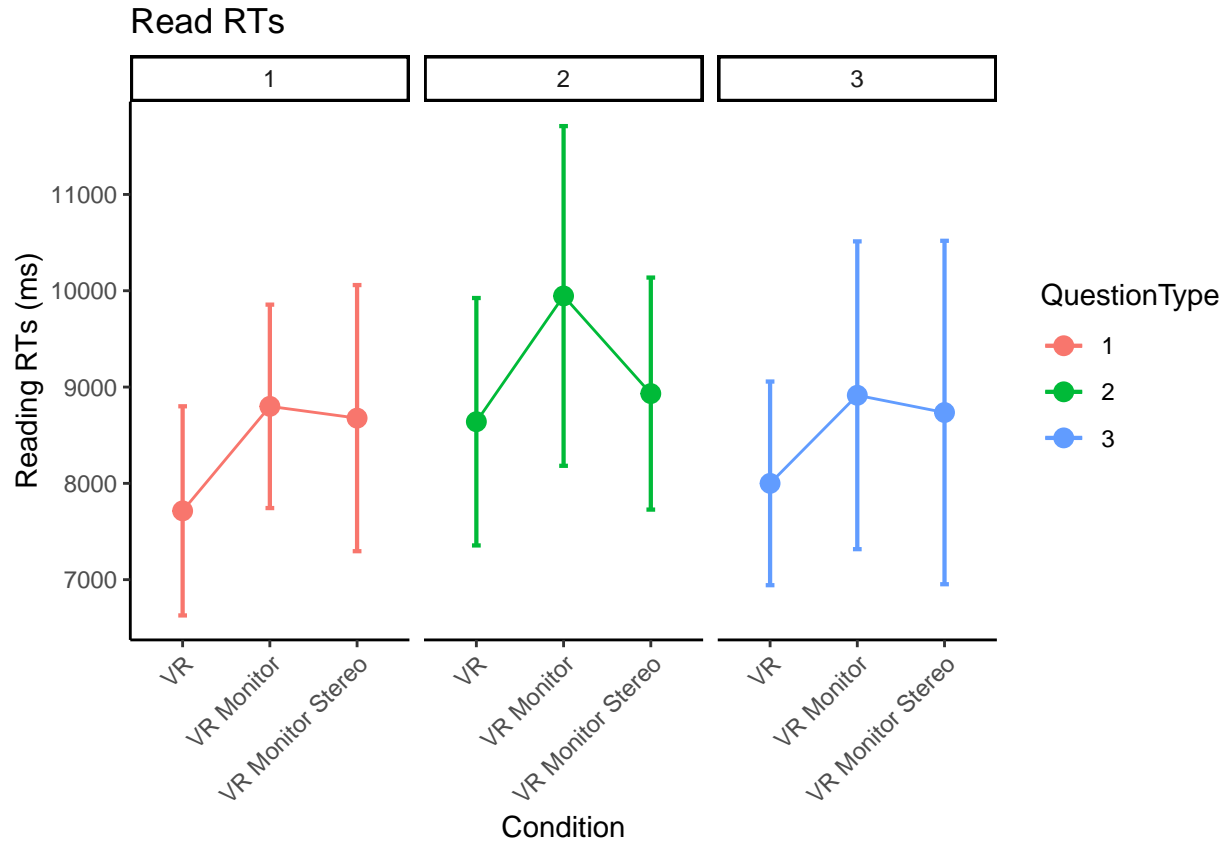 Read RTs
1
2
3
11000
10000
9000
8000
7000
Reading RTs (ms)
VR
VR Monitor
VR Monitor Stereo
VR
VR Monitor
VR Monitor Stereo
VR
VR Monitor
VR Monitor Stereo
Condition
QuestionType
1
2
3